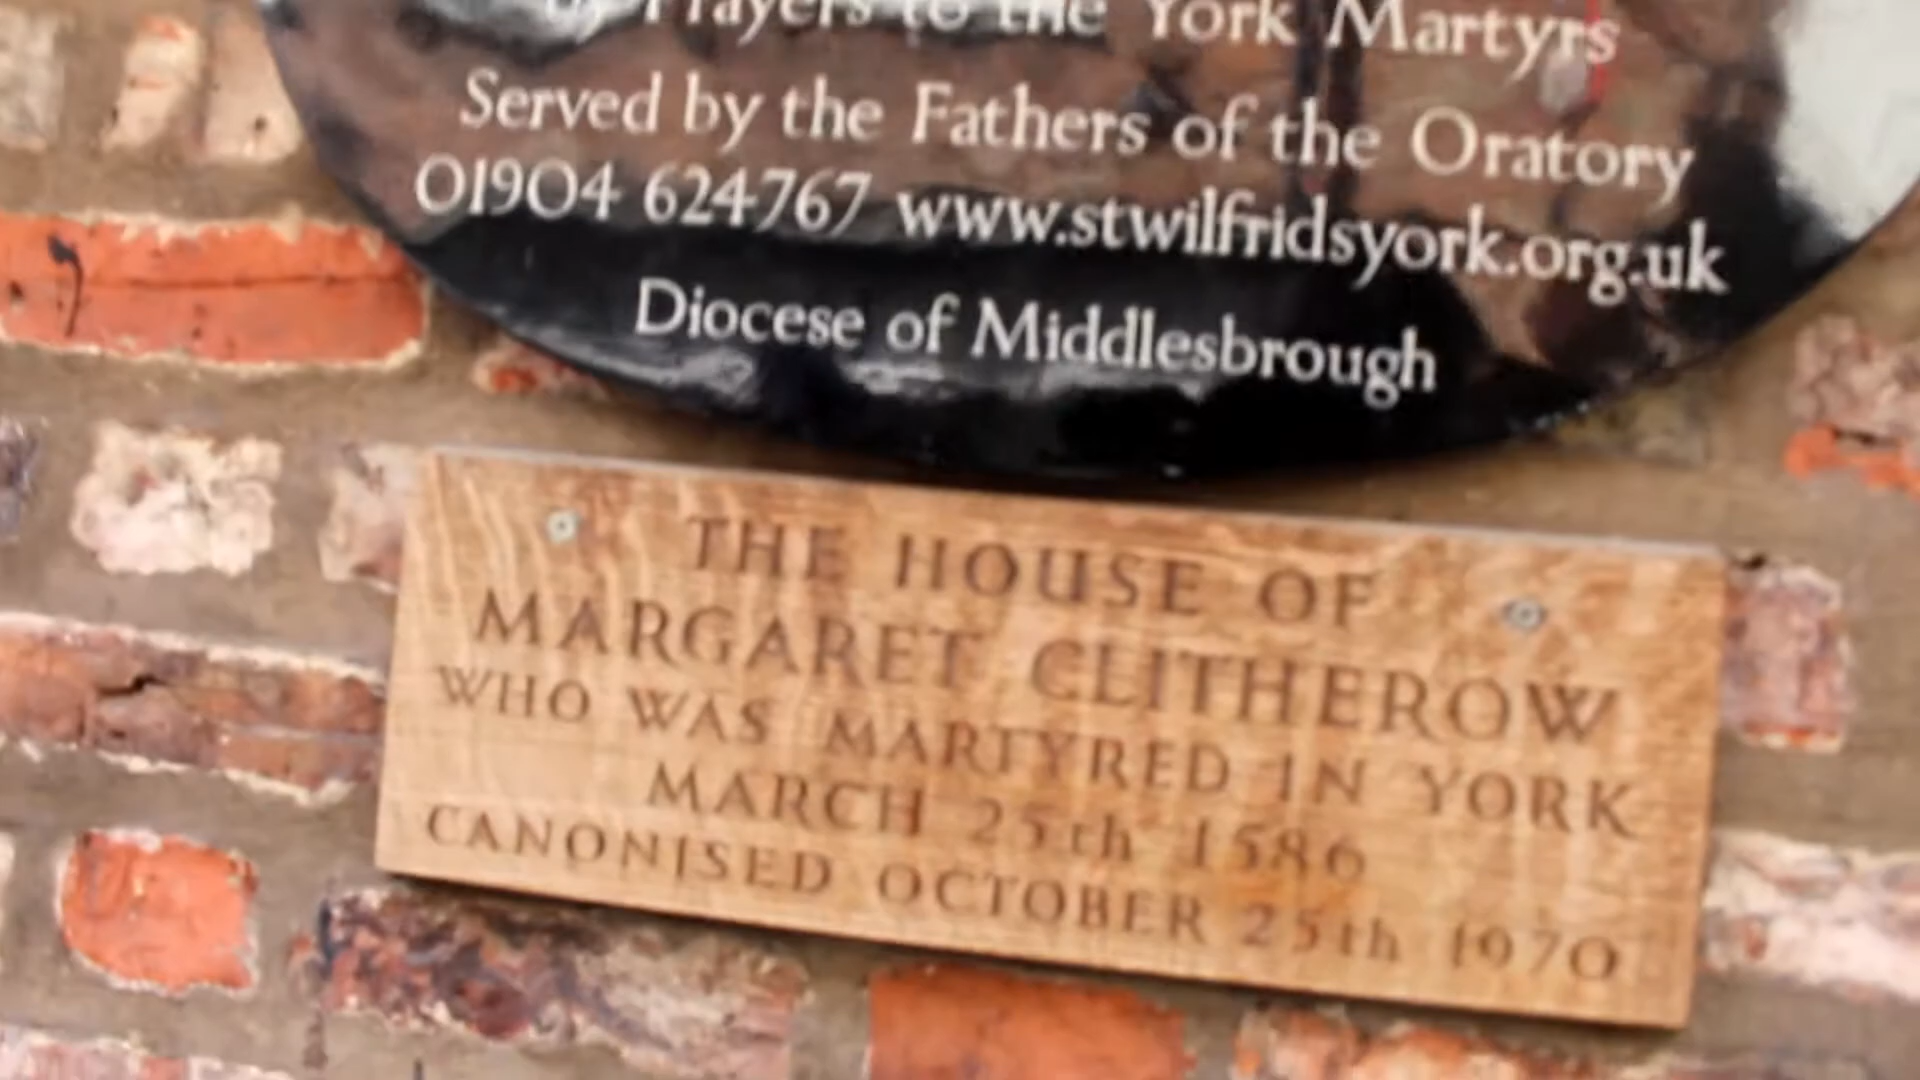 of Prayers to the York Martyrs
Served by the Fathers of the Oratory
01904 624767 www.stwilfridsyork.org.uk
Diocese of Middlesbrough
THE HOUSE OF
MARGARET CLITHEROW
WHO WAS MARTYRED IN YORK
MARCH 25th 1586
CANONISED OCTOBER 25th 1970